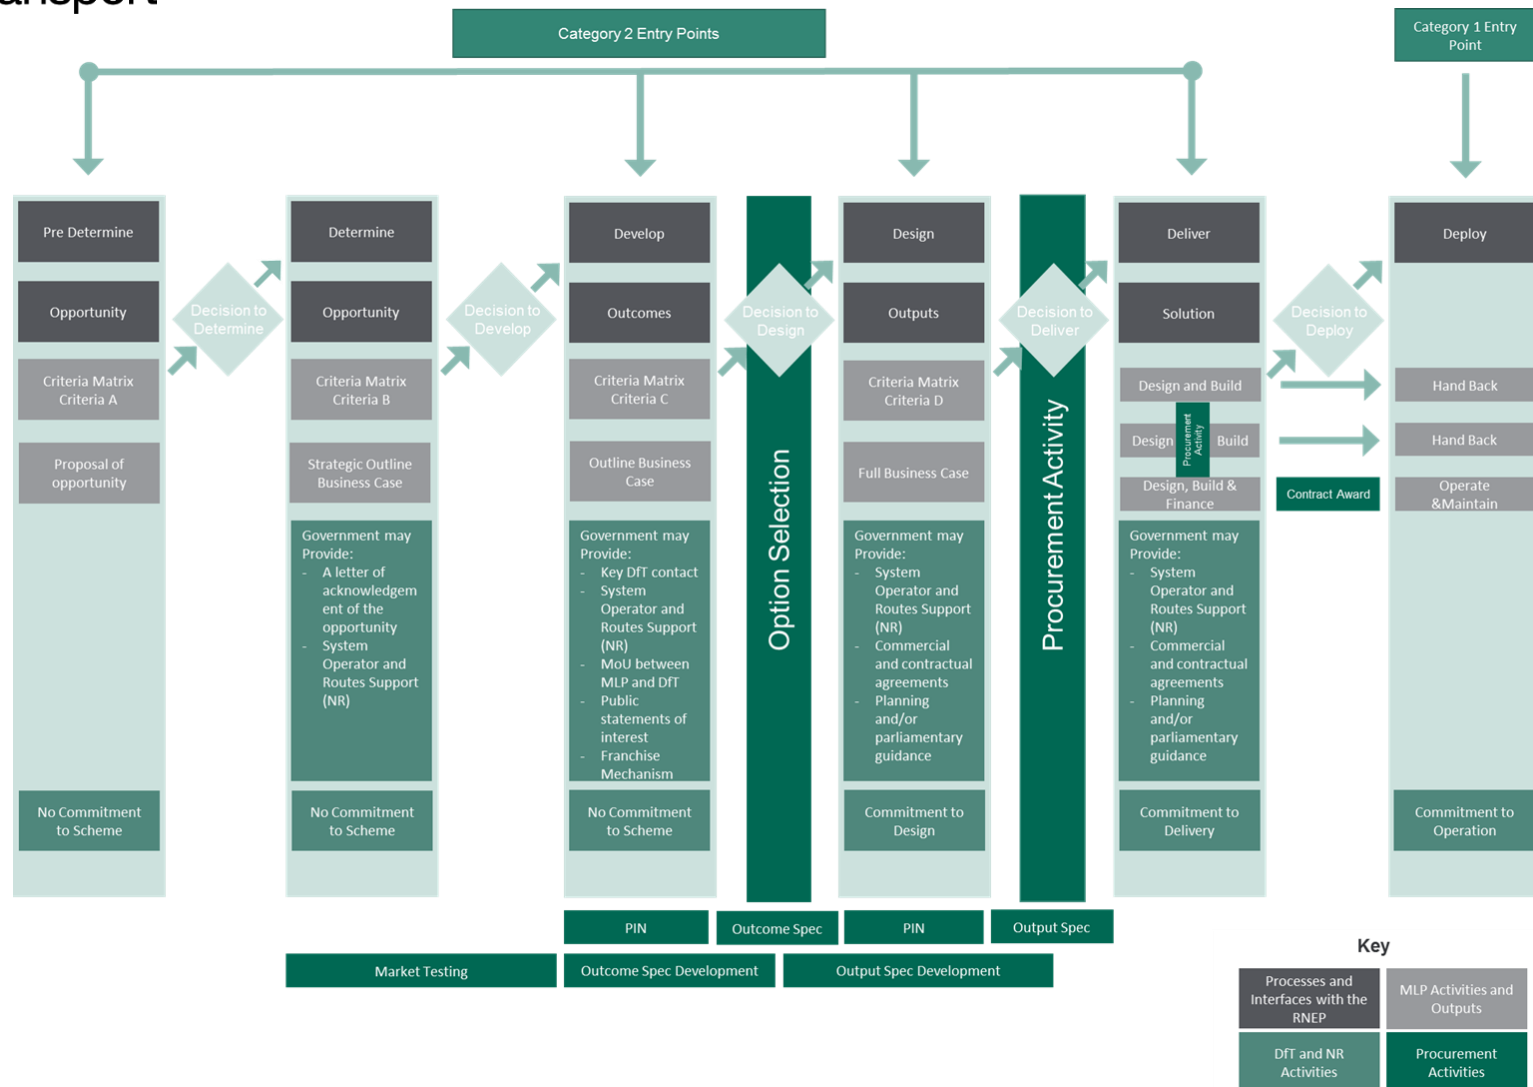 Category 2 Entry Points
Category 1 Entry
Point
Pre Determine
Opportunity
Criteria Matrix
Criteria A
Proposal of
opportunity
No Commitment
to Scheme
Decision to
Determine
Determine
Opportunity
Criteria Matrix
Criteria B
Strategic Outline
Business Case
Government may
Provide:
- A letter of
acknowledgem
ent of the
opportunity
- System
Operator and
Routes Support
(NR)
No Commitment
to Scheme
Decision to
Develop
Develop
Outcomes
Criteria Matrix
Criteria C
Outline Business
Case
Government may
Provide:
- Key DfT contact
- System
Operator and
Routes Support
(NR)
- MoU between
MLP and DfT
- Public
statements of
interest
- Franchise
Mechanism
No Commitment
to Scheme
Decision to
Design
Option Selection
Design
Outputs
Criteria Matrix
Criteria D
Full Business Case
Government may
Provide:
- System
Operator and
Routes Support
(NR)
- Commercial
and contractual
agreements
- Planning
and/or
parliamentary
guidance
Commitment to
Design
Decision to
Deliver
Procurement Activity
Deliver
Solution
Design and Build
Design
Procurement
Activity
Build
Design, Build &
Finance
Government may
Provide:
- System
Operator and
Routes Support
(NR)
- Commercial
and contractual
agreements
- Planning
and/or
parliamentary
guidance
Commitment to
Delivery
Decision to
Deploy
Contract Award
Deploy
Hand Back
Hand Back
Operate
&Maintain
Commitment to
Operation
PIN
Outcome Spec
PIN
Output Spec
Market Testing
Outcome Spec Development
Output Spec Development
Key
Processes and
Interfaces with the
RNEP
MLP Activities and
Outputs
DfT and NR
Activities
Procurement
Activities